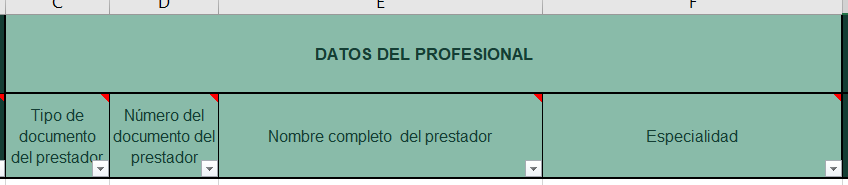 C D E F
DATOS DEL PROFESIONAL
Tipo de
documento
del prestador
Número del
documento del
prestador
Nombre completo  del prestador
Especialidad